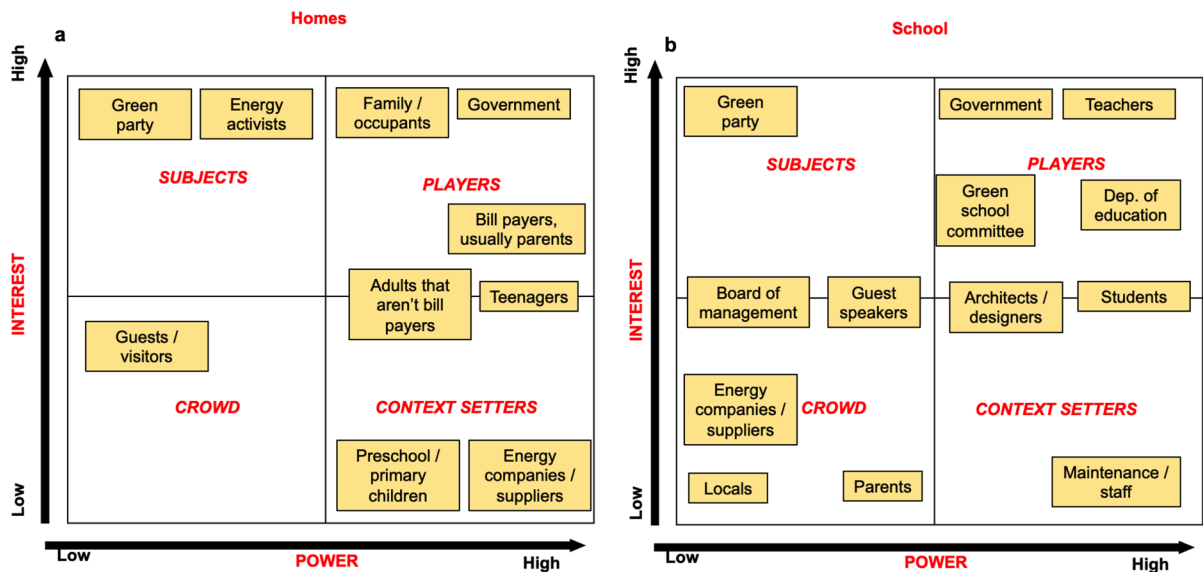 Homes
a
High
Green
party
Energy
activists
Family /
occupants
Government
SUBJECTS
PLAYERS
Bill payers,
usually parents
INTEREST
Adults that
aren’t bill
payers
Teenagers
Guests /
visitors
CROWD
CONTEXT SETTERS
Preschool /
primary
children
Energy
companies /
suppliers
Low
Low
POWER
High
School
b
High
Green
party
Government
Teachers
SUBJECTS
PLAYERS
Green
school
committee
Dep. of
education
INTEREST
Board of
management
Guest
speakers
Architects /
designers
Students
Energy
companies /
suppliers
CROWD
CONTEXT SETTERS
Locals
Parents
Maintenance /
staff
Low
Low
POWER
High